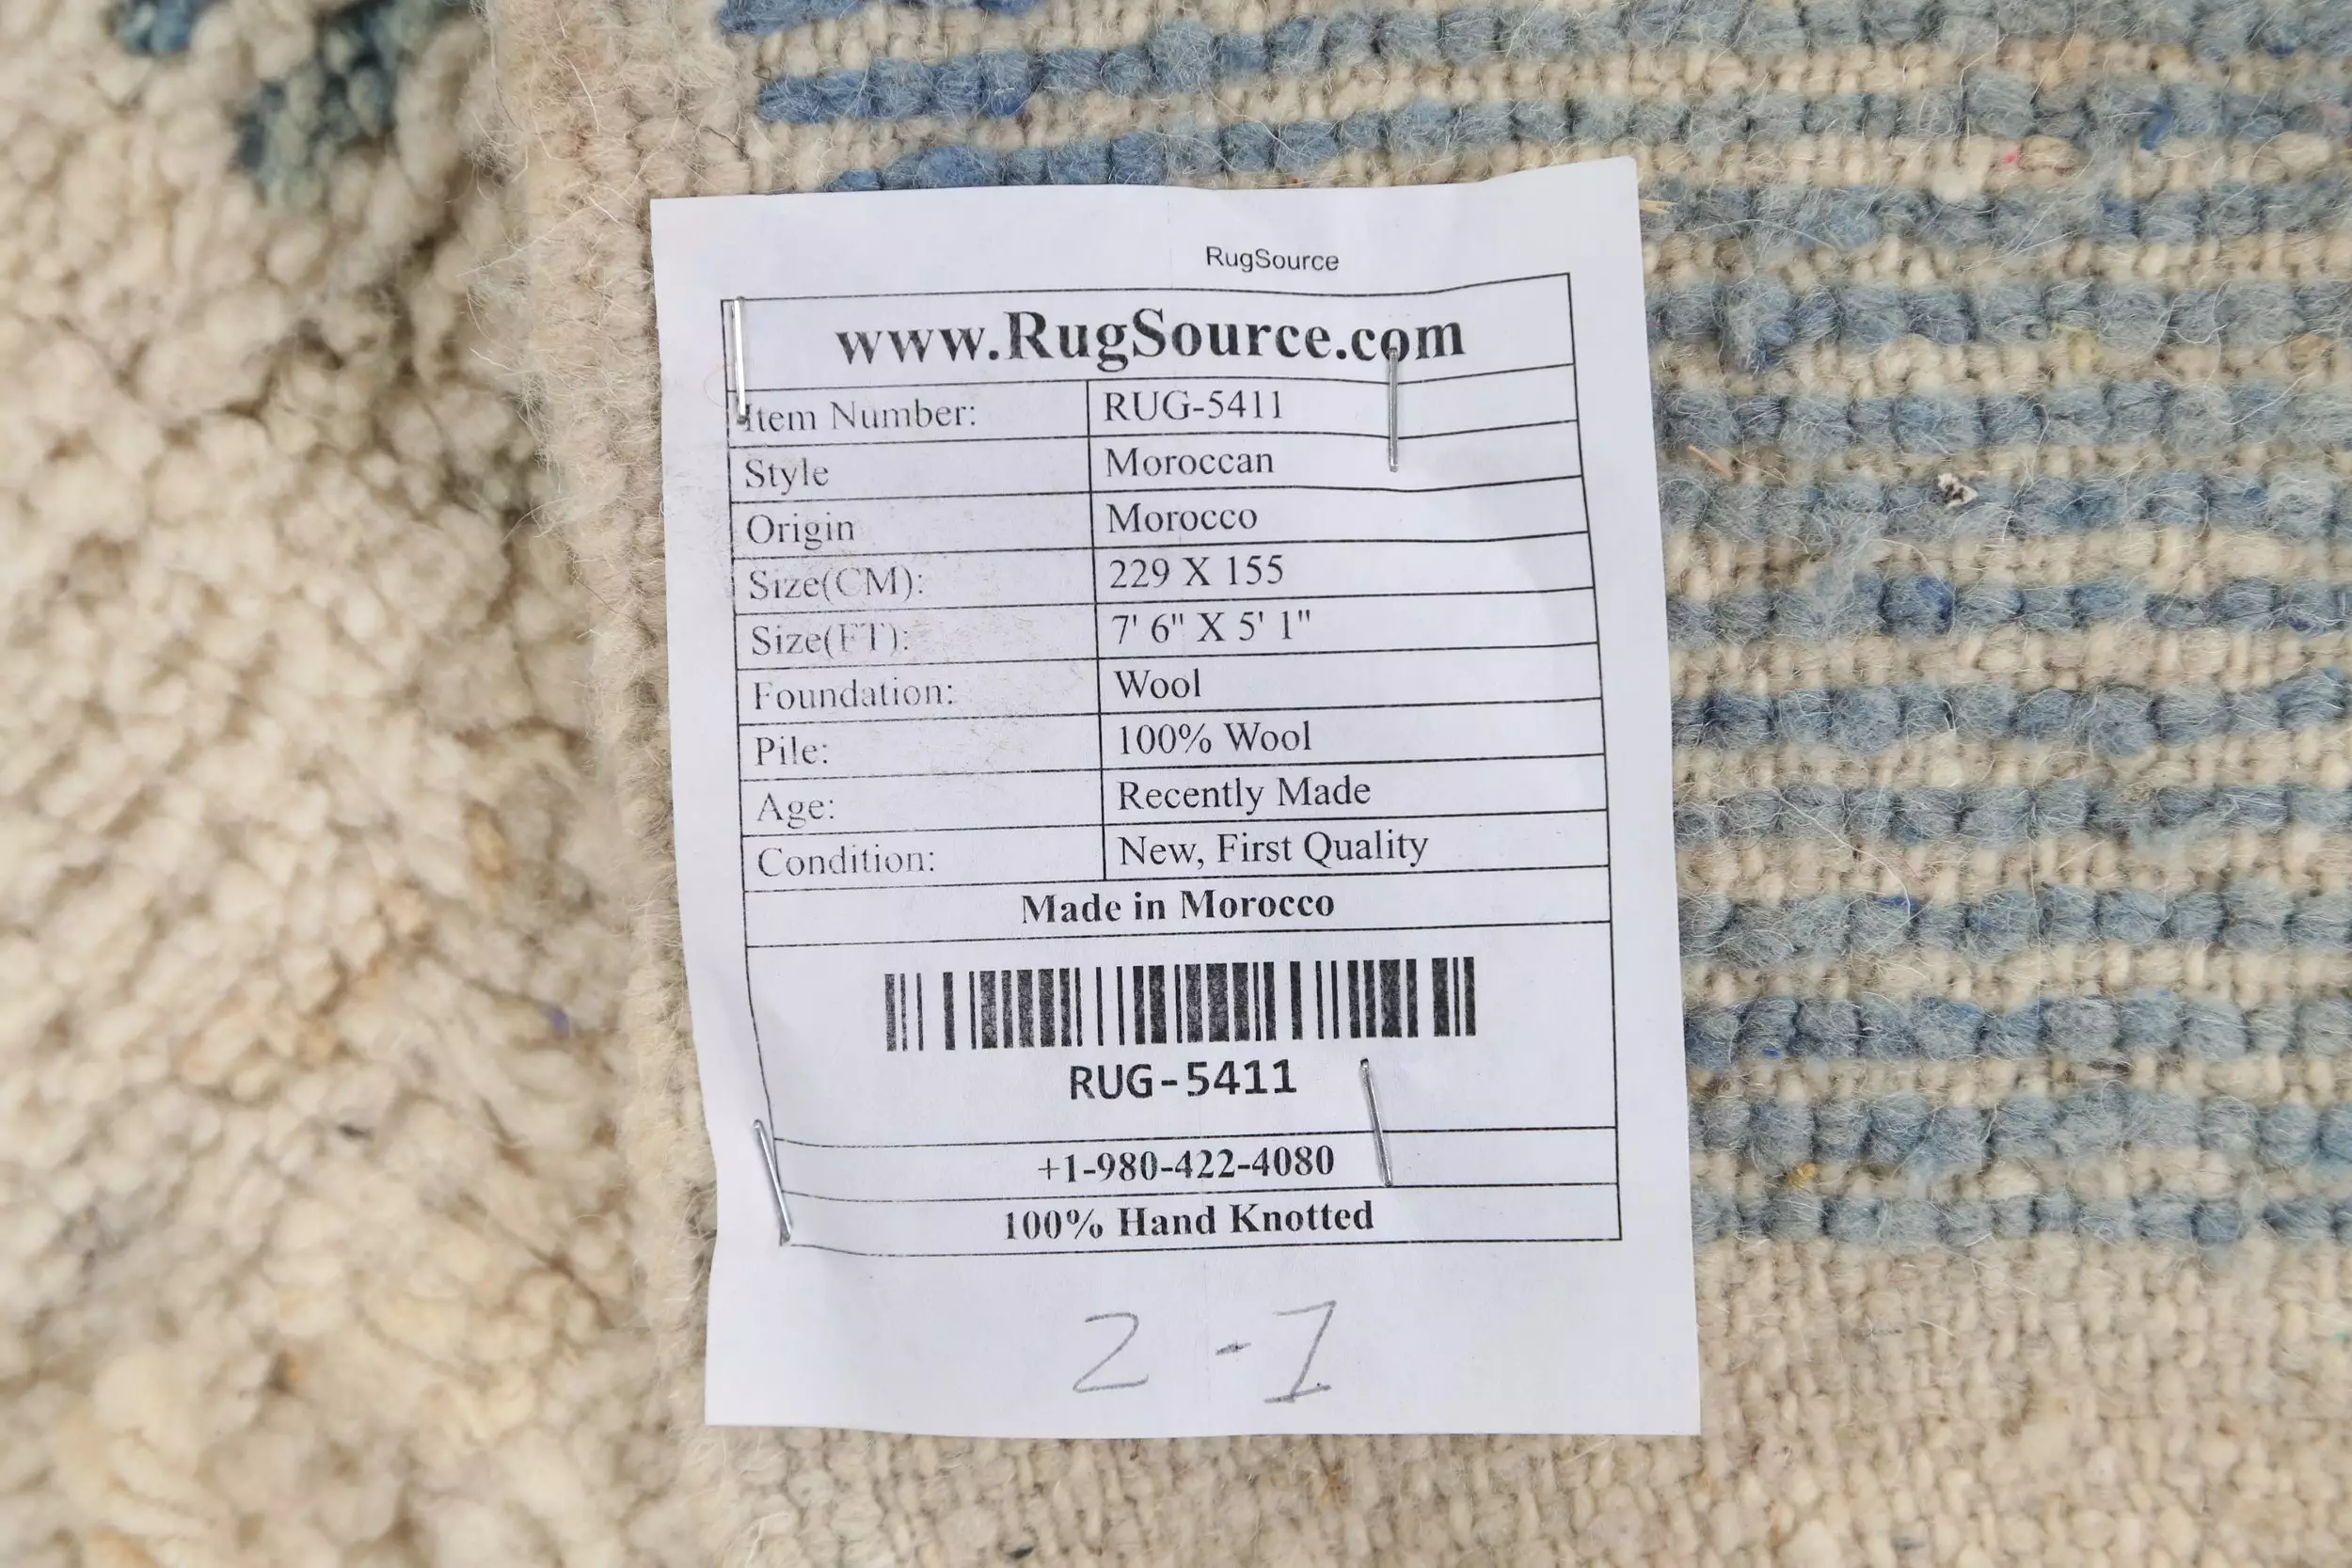 RugSource
www.RugSource.com
Item Number: RUG-5411
Style Moroccan
Origin Morocco
Size(CM): 229 X 155
Size(FT): 7' 6" X 5' 1"
Foundation: Wool
Pile: 100% Wool
Age: Recently Made
Condition: New, First Quality
Made in Morocco
RUG-5411
+1-980-422-4080
100% Hand Knotted
2-1